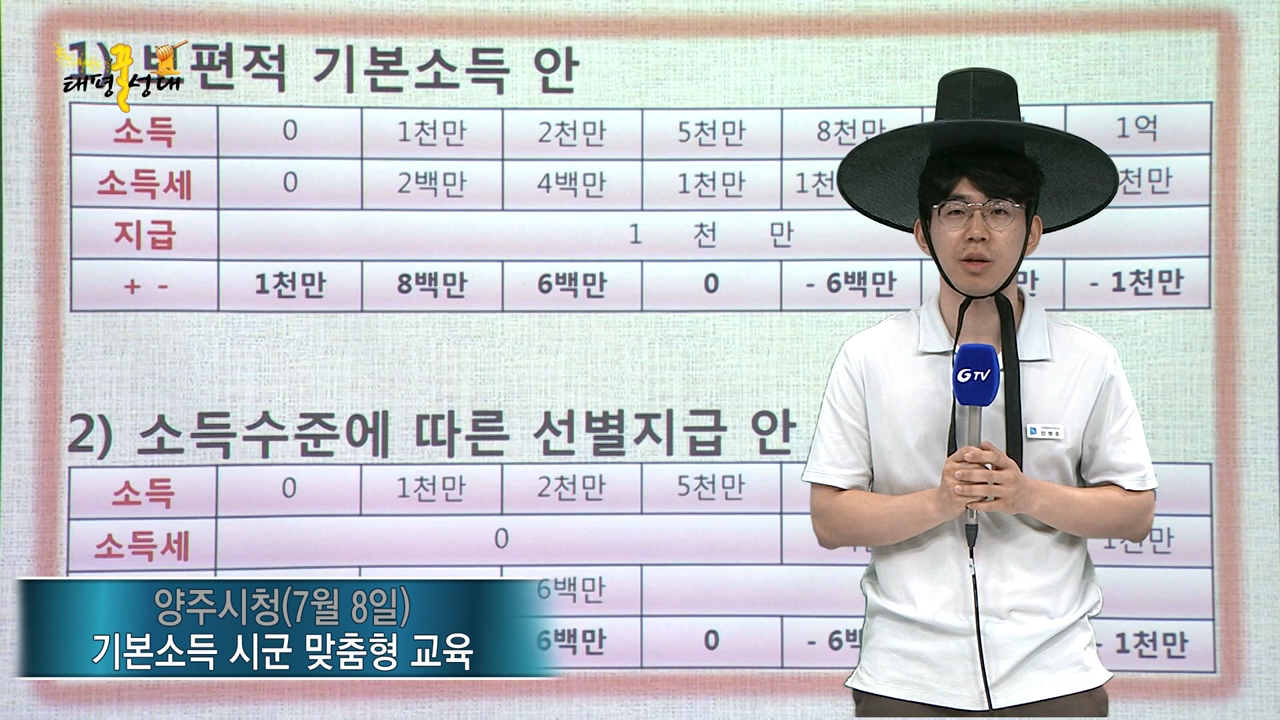 1) 보편적 기본소득 안
태평꿀성대
소득 0 1천만 2천만 5천만 8천만 1억
소득세 0 2백만 4백만 1천만
지급 1 천 만
+ - 1천만 8백만 6백만 0 - 6백만 - 1천만
2) 소득수준에 따른 선별지급 안
소득 0 1천만 2천만 5천만
소득세 0 1천만
6백만
6백만 0 - 6백 - 1천만
GTV
양주시청(7월 8일)
기본소득 시군 맞춤형 교육